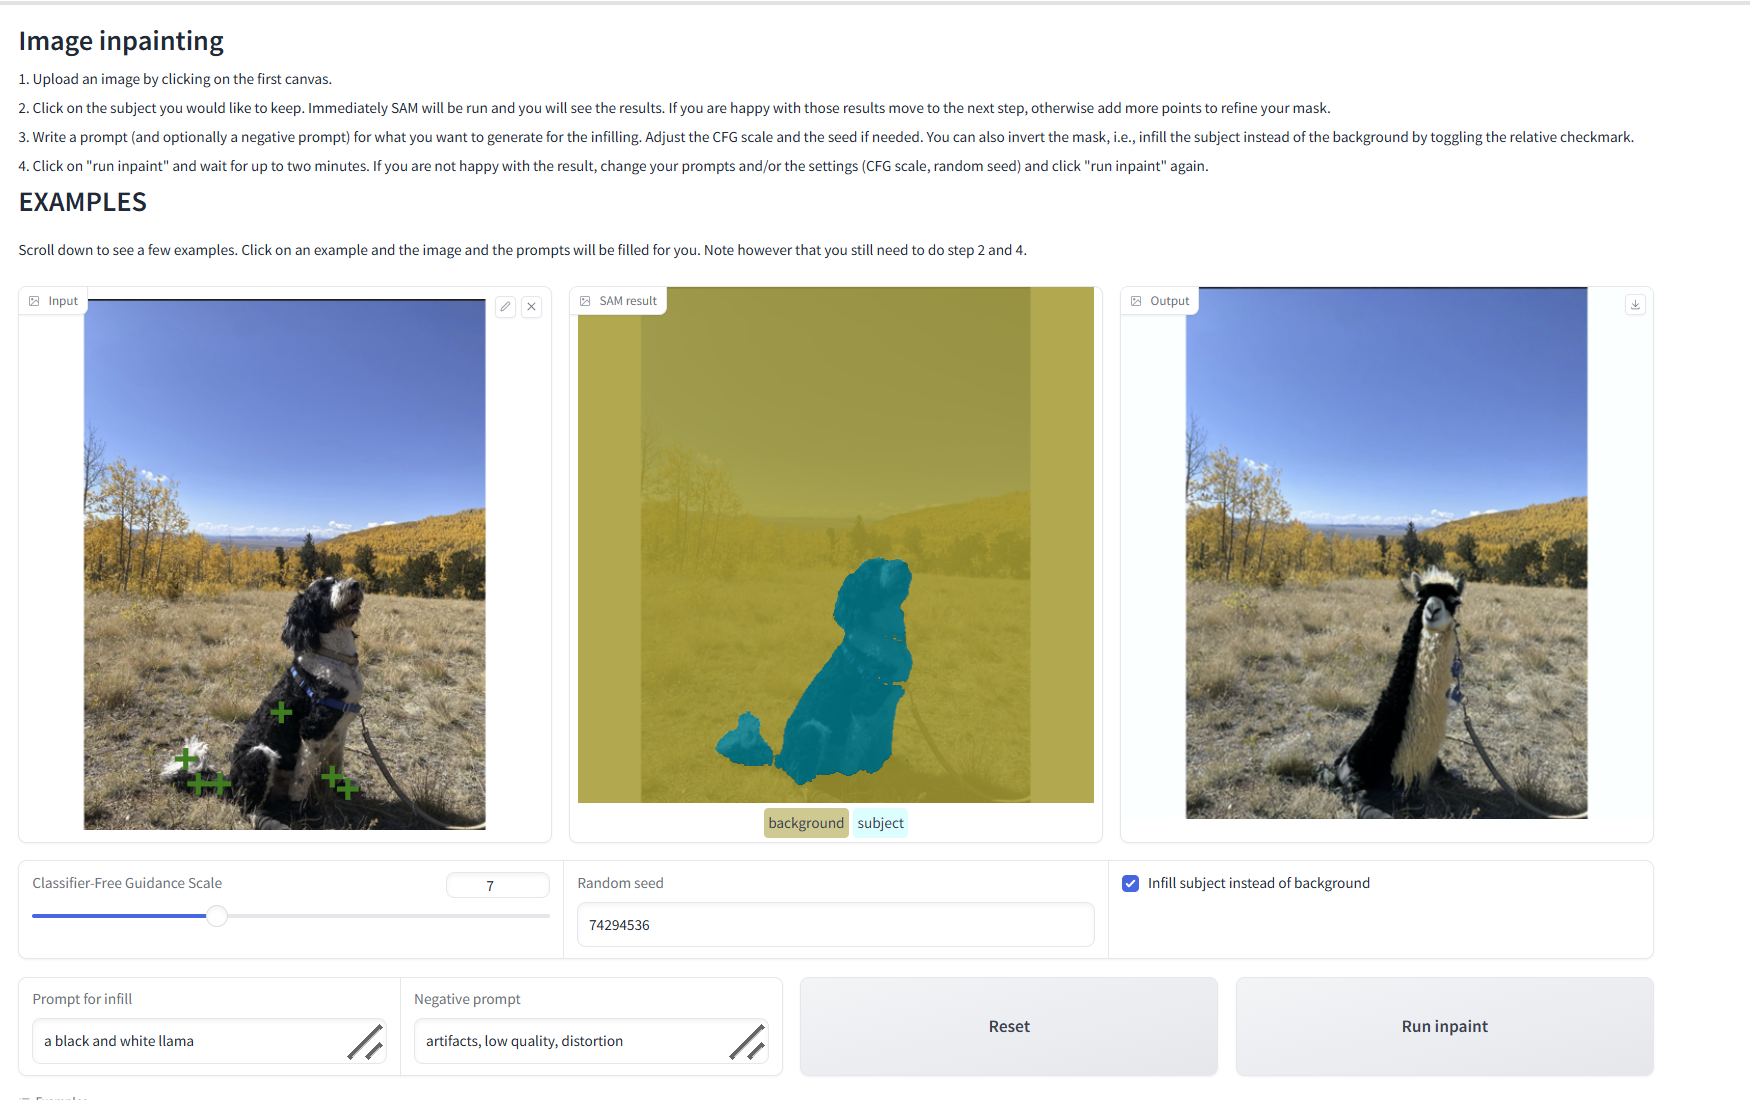 Image inpainting
1. Upload an image by clicking on the first canvas.
2. Click on the subject you would like to keep. Immediately SAM will be run and you will see the results. If you are happy with those results move to the next step, otherwise add more points to refine your mask.
3. Write a prompt (and optionally a negative prompt) for what you want to generate for the infilling. Adjust the CFG scale and the seed if needed. You can also invert the mask, i.e., infill the subject instead of the background by toggling the relative checkmark.
4. Click on "run inpaint" and wait for up to two minutes. If you are not happy with the result, change your prompts and/or the settings (CFG scale, random seed) and click "run inpaint" again.
EXAMPLES
Scroll down to see a few examples. Click on an example and the image and the prompts will be filled for you. Note however that you still need to do step 2 and 4.
Input
SAM result
Output
background subject
Classifier-Free Guidance Scale
7
Random seed
74294536
Infill subject instead of background
Prompt for infill
a black and white llama
Negative prompt
artifacts, low quality, distortion
Reset
Run inpaint
Examples